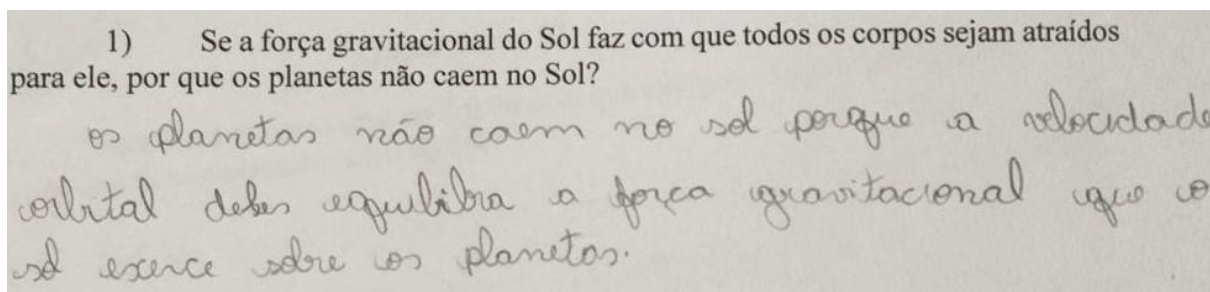 1) Se a força gravitacional do Sol faz com que todos os corpos sejam atraídos
para ele, por que os planetas não caem no Sol?
os planetas não caem no sol porque a velocidade
orbital deles equilibra a força gravitacional que o
sol exerce sobre os planetas.